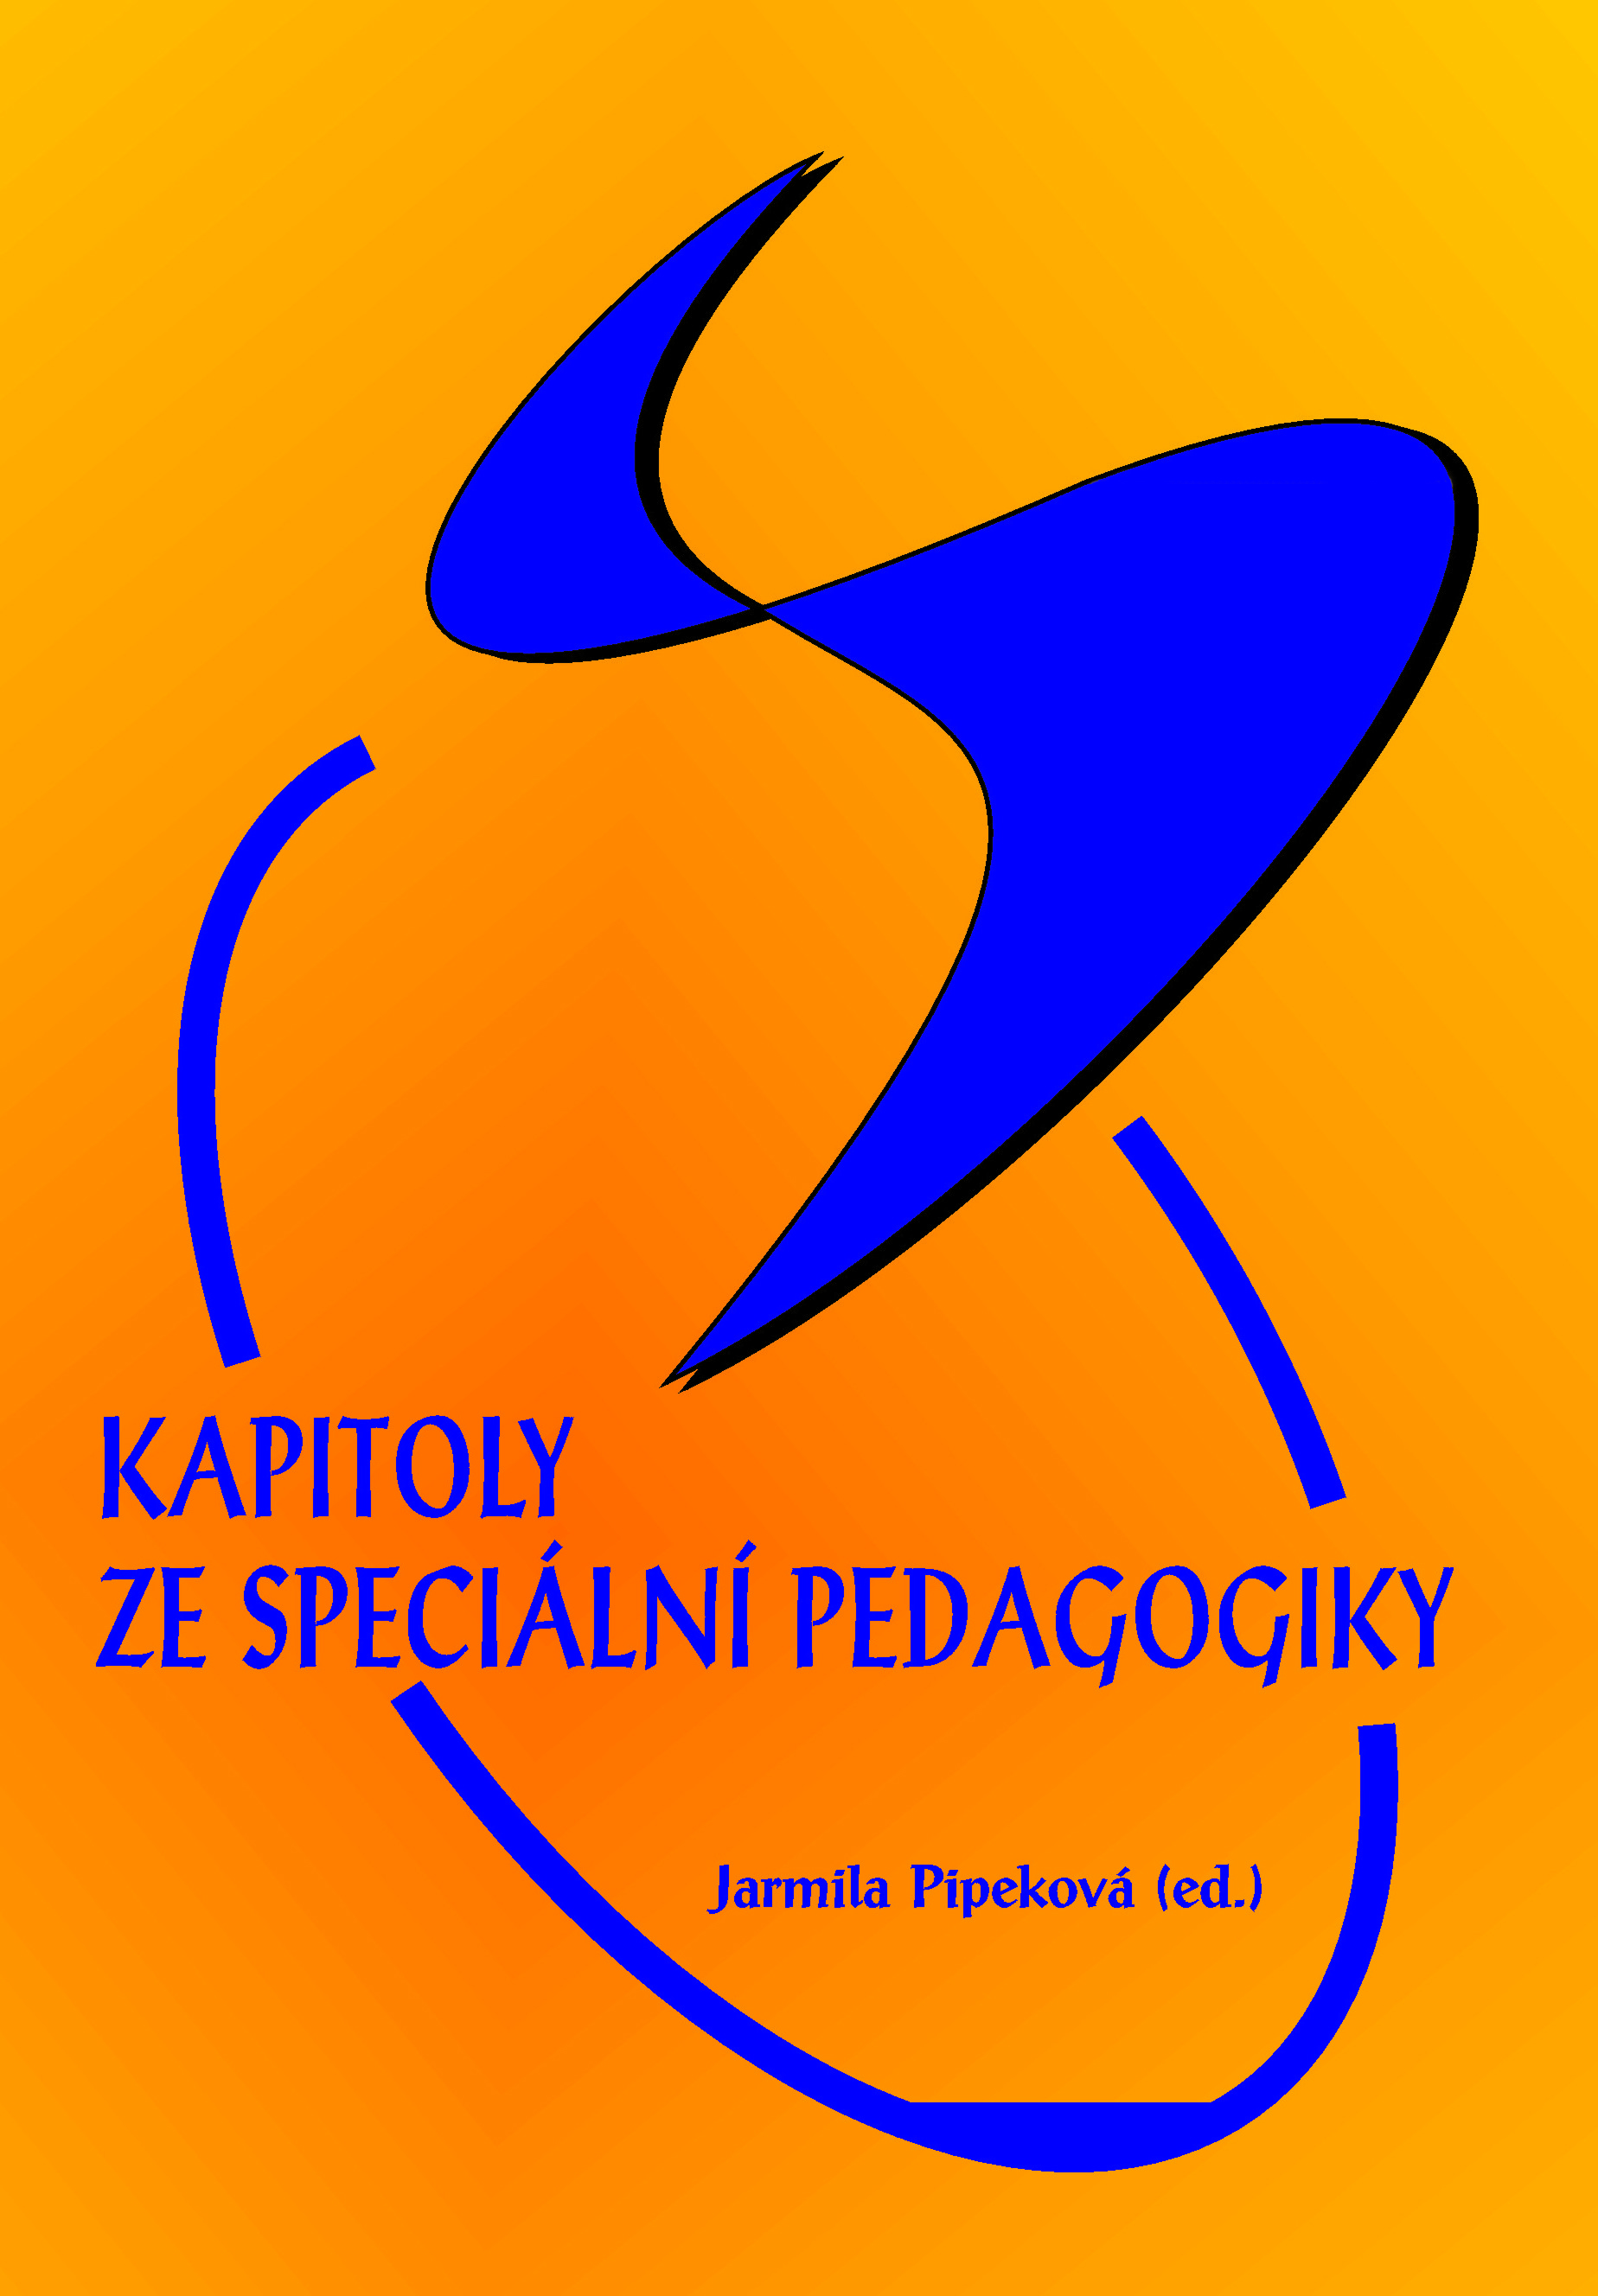 KAPITOLY
ZE SPECIÁLNÍ PEDAGOGIKY
Jarmila Pipeková (ed.)